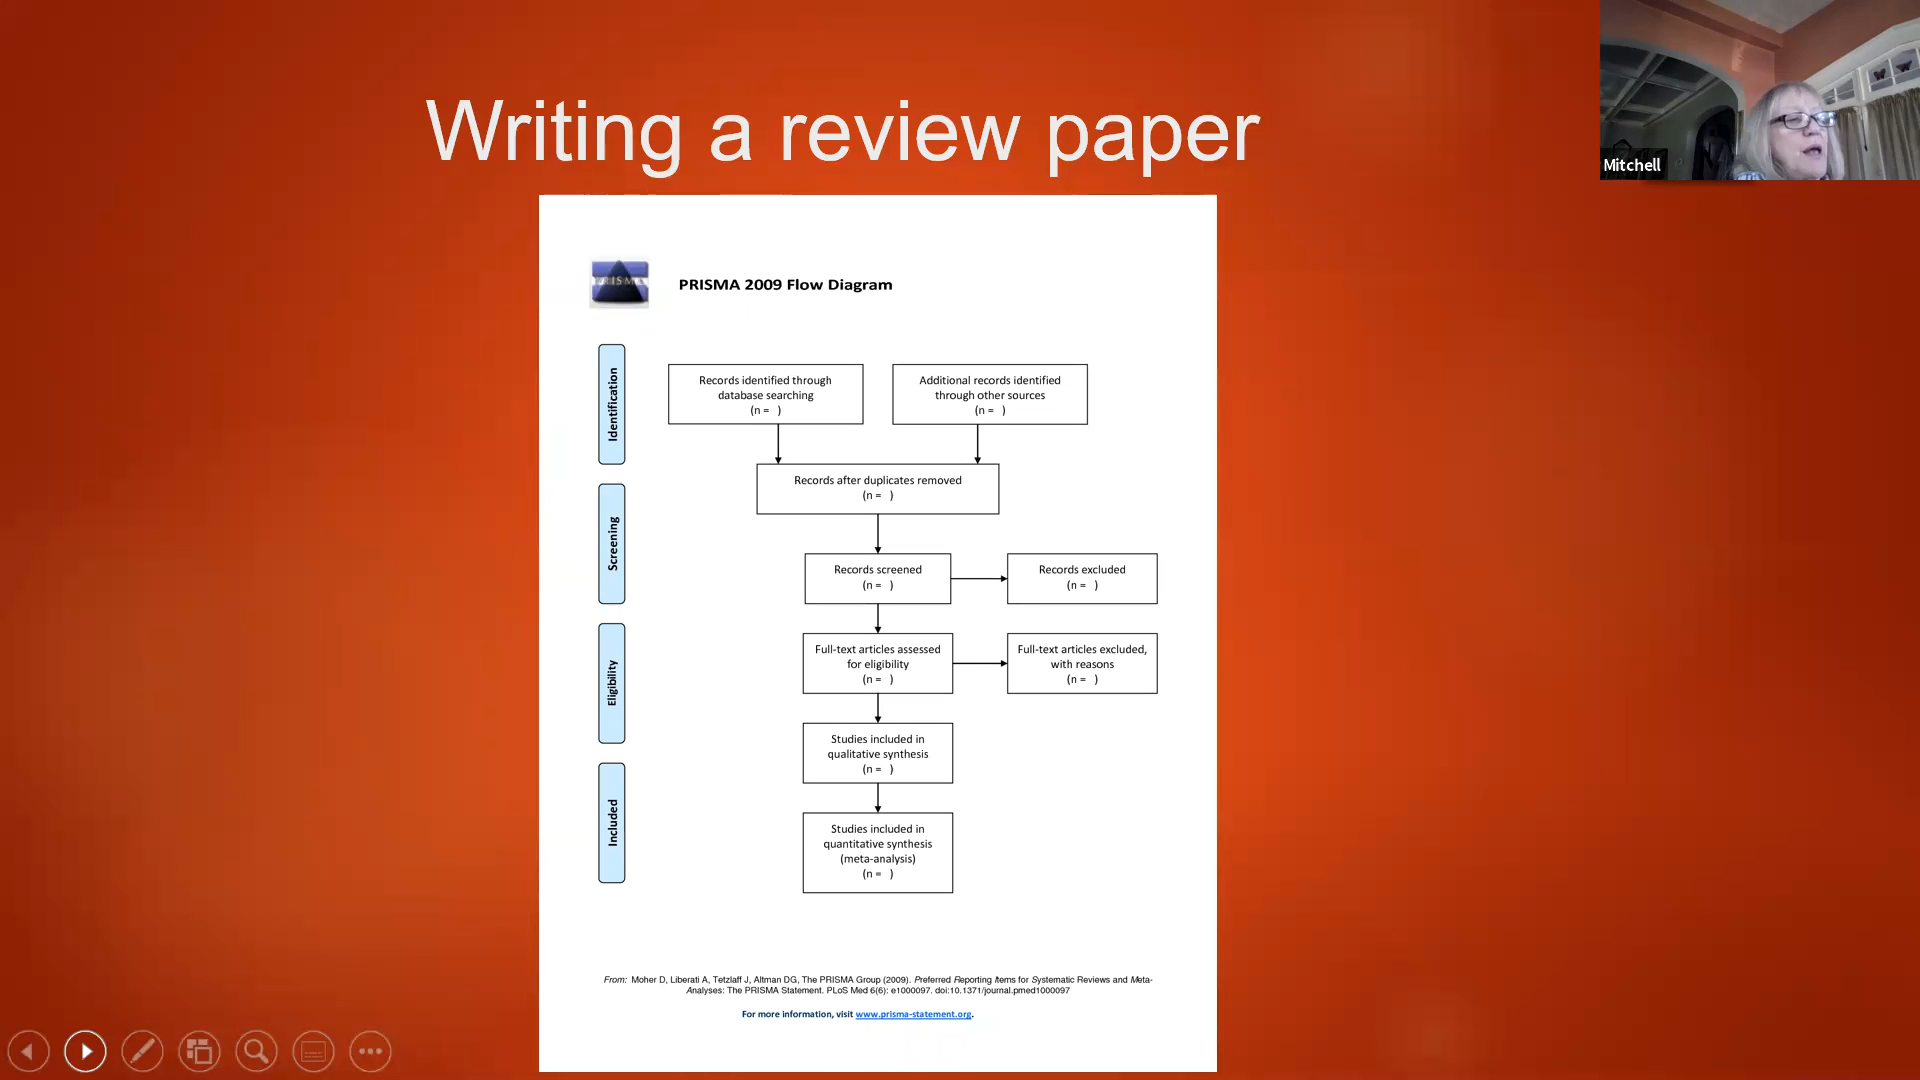 Writing a review paper
Mitchell
PRISMA
PRISMA 2009 Flow Diagram
Identification
Records identified through
database searching
(n =   )
Additional records identified
through other sources
(n =   )
Records after duplicates removed
(n =   )
Screening
Records screened
(n =   )
Records excluded
(n =   )
Eligibility
Full-text articles assessed
for eligibility
(n =   )
Full-text articles excluded,
with reasons
(n =   )
Studies included in
qualitative synthesis
(n =   )
Included
Studies included in
quantitative synthesis
(meta-analysis)
(n =   )
From: Moher D, Liberati A, Tetzlaff J, Altman DG, The PRISMA Group (2009). Preferred Reporting Items for Systematic Reviews and Meta-
Analyses: The PRISMA Statement. PLoS Med 6(6): e1000097. doi:10.1371/journal.pmed1000097
For more information, visit www.prisma-statement.org.